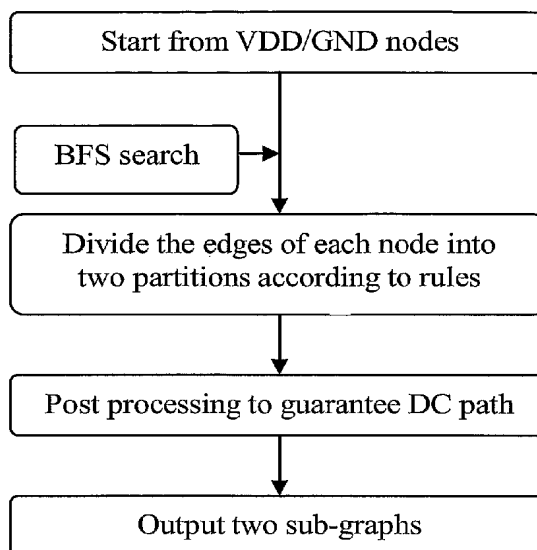 Start from VDD/GND nodes
BFS search
Divide the edges of each node into
two partitions according to rules
Post processing to guarantee DC path
Output two sub-graphs